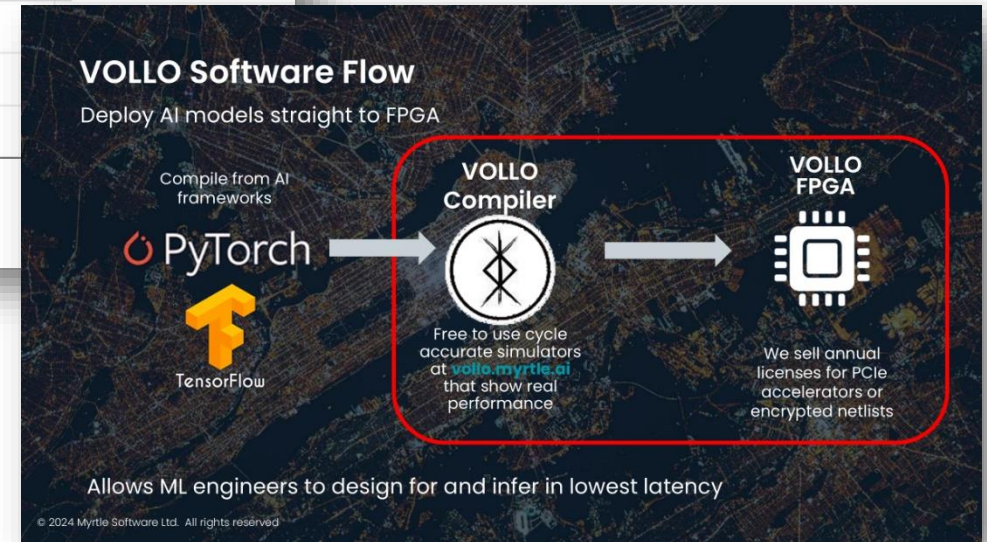 VOLLO Software Flow
Deploy AI models straight to FPGA
Compile from AI
frameworks
PyTorch
TensorFlow
VOLLO
Compiler
Free to use cycle
accurate simulators
at vollo.myrtle.ai
that show real
performance
VOLLO
FPGA
We sell annual
licenses for PCIe
accelerators or
encrypted netlists
Allows ML engineers to design for and infer in lowest latency
© 2024 Myrtle Software Ltd. All rights reserved